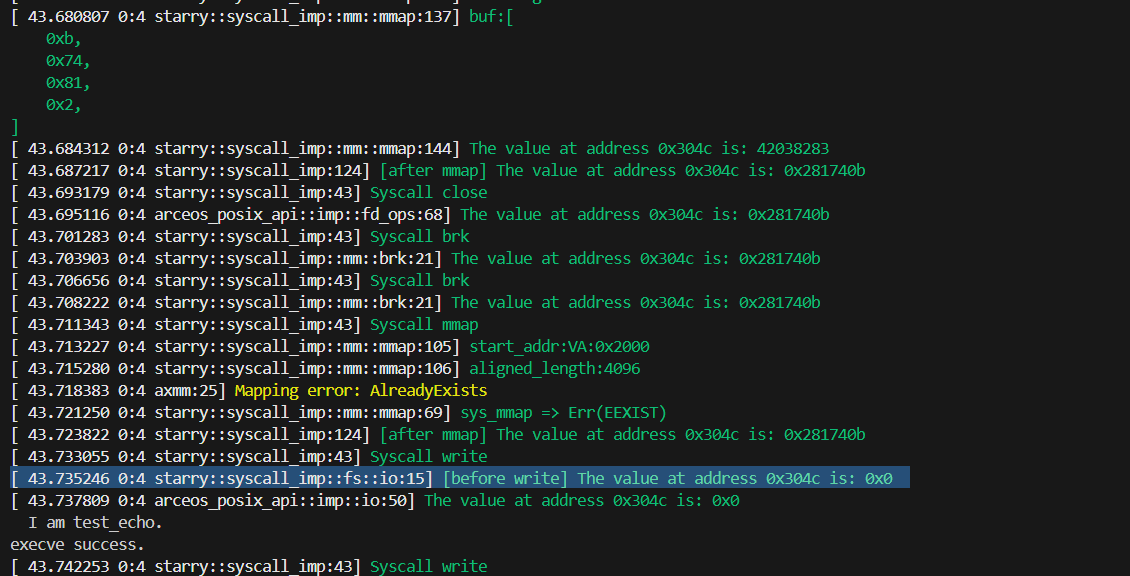 [ 43.680807 0:4 starry::syscall_imp::mm::mmap:137] buf:[
    0xb,
    0x74,
    0x81,
    0x2,
]
[ 43.684312 0:4 starry::syscall_imp::mm::mmap:144] The value at address 0x304c is: 42038283
[ 43.687217 0:4 starry::syscall_imp:124] [after mmap] The value at address 0x304c is: 0x281740b
[ 43.693179 0:4 starry::syscall_imp:43] Syscall close
[ 43.695116 0:4 arceos_posix_api::imp::fd_ops:68] The value at address 0x304c is: 0x281740b
[ 43.701283 0:4 starry::syscall_imp:43] Syscall brk
[ 43.703903 0:4 starry::syscall_imp::mm::brk:21] The value at address 0x304c is: 0x281740b
[ 43.706656 0:4 starry::syscall_imp:43] Syscall brk
[ 43.708222 0:4 starry::syscall_imp::mm::brk:21] The value at address 0x304c is: 0x281740b
[ 43.711343 0:4 starry::syscall_imp:43] Syscall mmap
[ 43.713227 0:4 starry::syscall_imp::mm::mmap:105] start_addr:VA:0x2000
[ 43.715280 0:4 starry::syscall_imp::mm::mmap:106] aligned_length:4096
[ 43.718383 0:4 axmm:25] Mapping error: AlreadyExists
[ 43.721250 0:4 starry::syscall_imp::mm::mmap:69] sys_mmap => Err(EEXIST)
[ 43.723822 0:4 starry::syscall_imp:124] [after mmap] The value at address 0x304c is: 0x281740b
[ 43.733055 0:4 starry::syscall_imp:43] Syscall write
[ 43.735246 0:4 starry::syscall_imp::fs::io:15] [before write] The value at address 0x304c is: 0x0
[ 43.737809 0:4 arceos_posix_api::imp::io:50] The value at address 0x304c is: 0x0
  I am test_echo.
execve success.
[ 43.742253 0:4 starry::syscall_imp:43] Syscall write